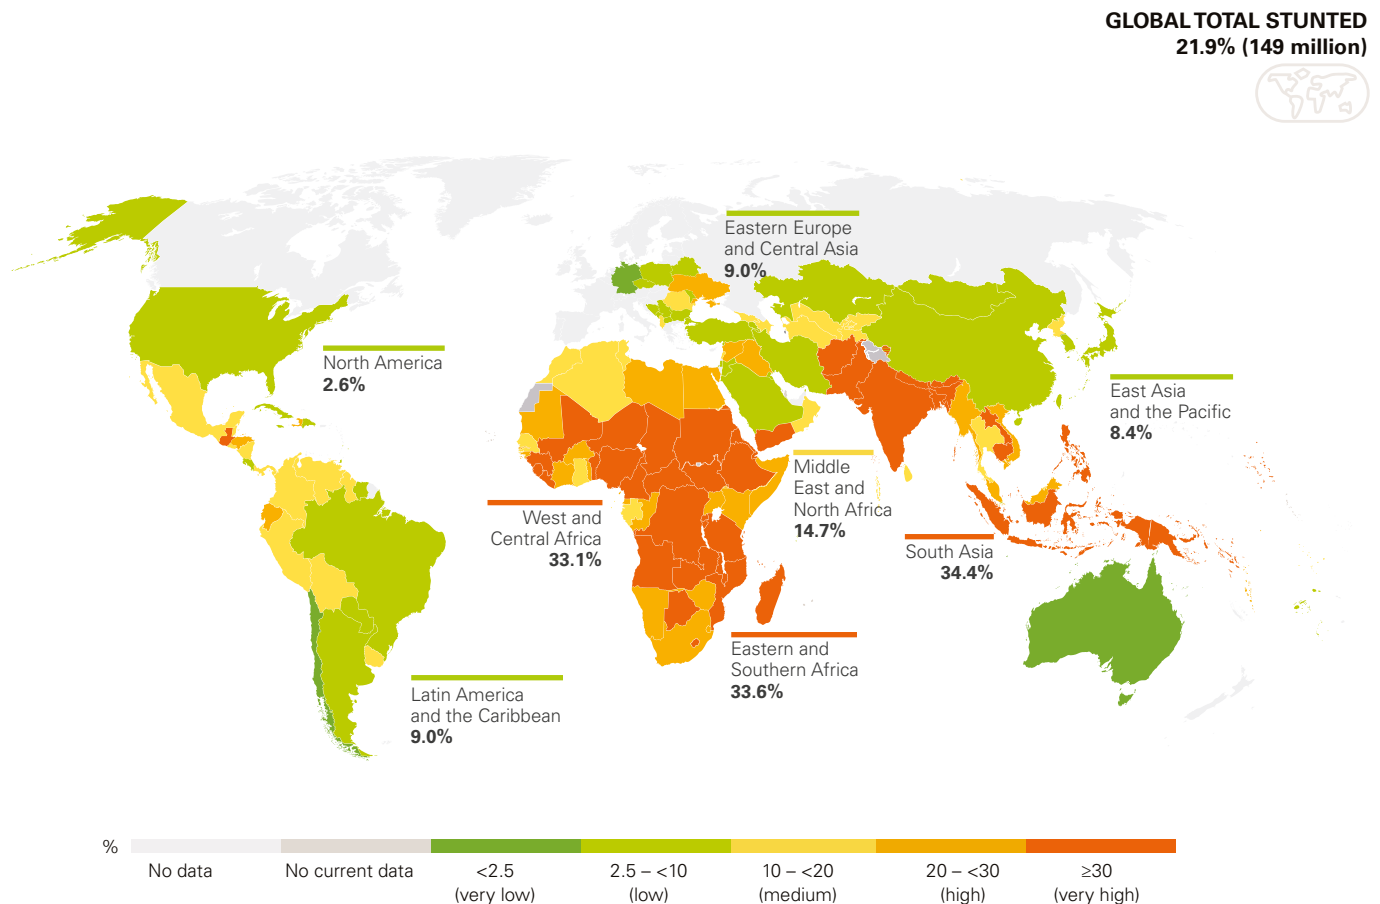 GLOBAL TOTAL STUNTED
21.9% (149 million)
Eastern Europe
and Central Asia
9.0%
North America
2.6%
East Asia
and the Pacific
8.4%
Middle
East and
North Africa
14.7%
West and
Central Africa
33.1%
South Asia
34.4%
Eastern and
Southern Africa
33.6%
Latin America
and the Caribbean
9.0%
%
No data
No current data
<2.5
(very low)
2.5 – <10
(low)
10 – <20
(medium)
20 – <30
(high)
≥30
(very high)